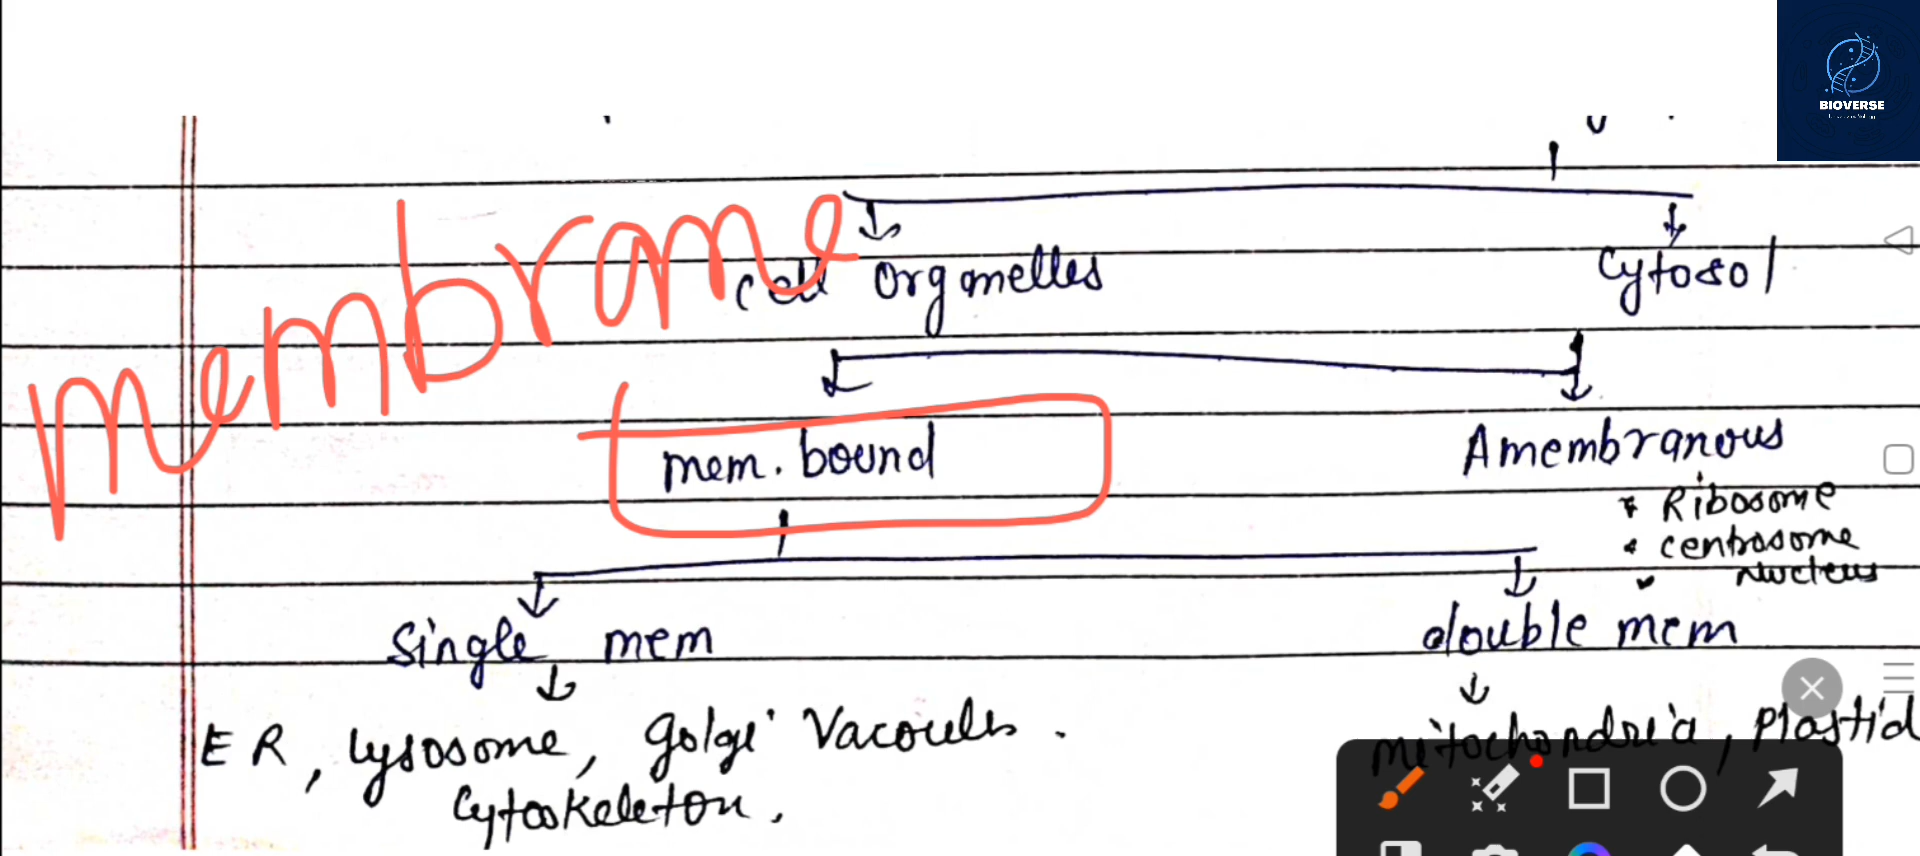 BIOVERSE
membrane
cell organelles
Cytosol
mem. bound
Amembranous
* Ribosome
* centrosome
Nucleus
Single mem
double mem
ER, lysosome, Golgi Vacoules.
mitochondria, Plastid
Cytoskeleton.